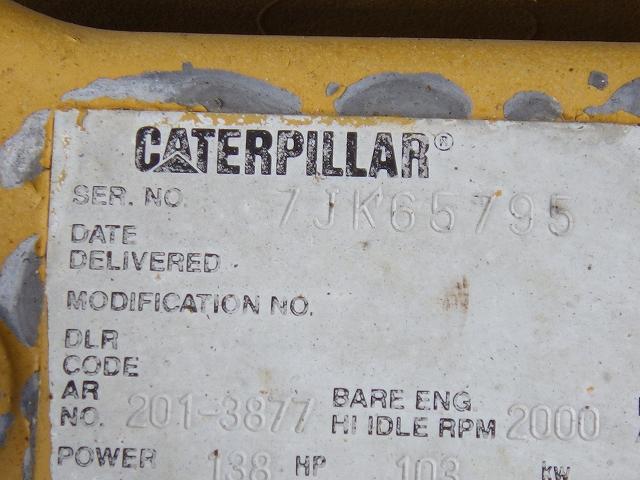 CATERPILLAR®
SER. NO. 7JK65795
DATE
DELIVERED
MODIFICATION NO.
DLR
CODE
AR
NO. 201-3877
BARE ENG.
HI IDLE RPM 2000
POWER 138 HP 103 KW